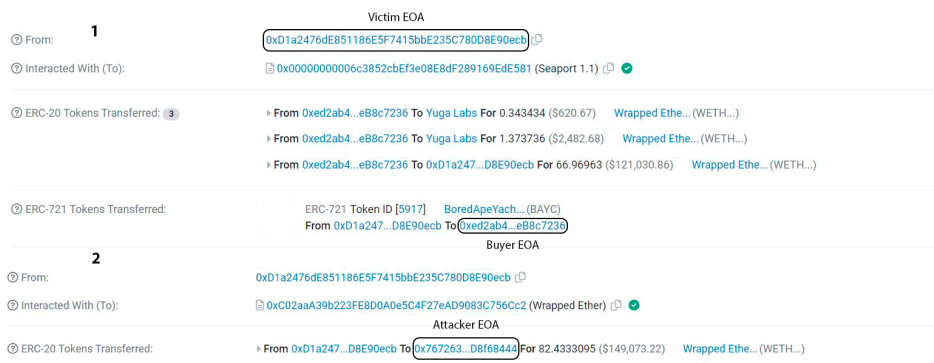 Victim EOA
1
From: 0xD1a2476dE851186E5F7415bbE235C780D8E90ecb
Interacted With (To): 0x00000000006c3852cbEf3e08E8dF289169EdE581 (Seaport 1.1)
ERC-20 Tokens Transferred: 3 From 0xed2ab4...eB8c7236 To Yuga Labs For 0.343434 ($620.67) Wrapped Ethe... (WETH...)
From 0xed2ab4...eB8c7236 To Yuga Labs For 1.373736 ($2,482.68) Wrapped Ethe... (WETH...)
From 0xed2ab4...eB8c7236 To 0xD1a247...D8E90ecb For 66.96963 ($121,030.86) Wrapped Ethe... (WETH...)
ERC-721 Tokens Transferred: ERC-721 Token ID [5917] BoredApeYach... (BAYC)
From 0xD1a247...D8E90ecb To 0xed2ab4...eB8c7236
Buyer EOA
2
From: 0xD1a2476dE851186E5F7415bbE235C780D8E90ecb
Interacted With (To): 0xC02aaA39b223FE8D0A0e5C4F27eAD9083C756Cc2 (Wrapped Ether)
Attacker EOA
ERC-20 Tokens Transferred: From 0xD1a247...D8E90ecb To 0x767263...D8f68444 For 82.4333095 ($149,073.22) Wrapped Ethe... (WETH...)